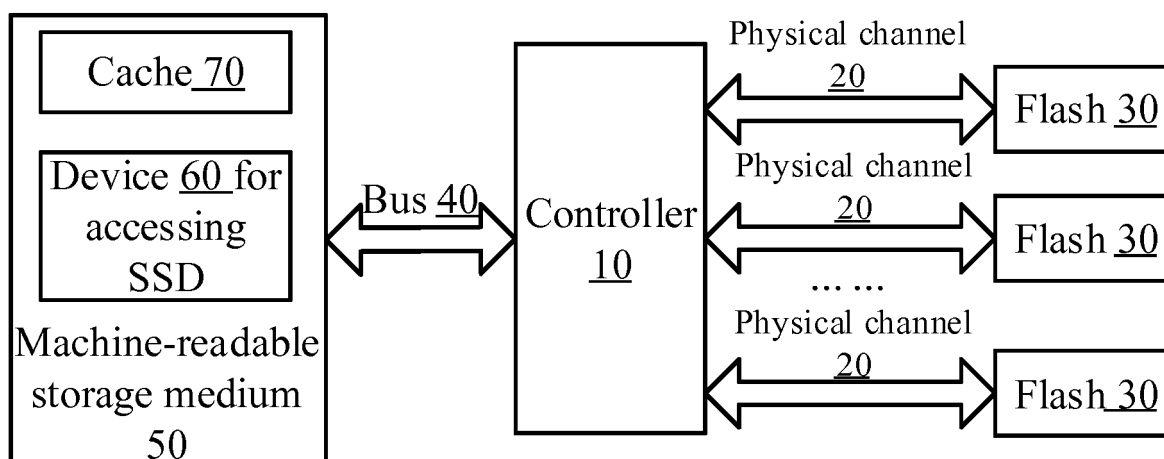 Cache 70
Device 60 for
accessing
SSD
Machine-readable
storage medium
50
Bus 40
Controller
10
Physical channel
20
Flash 30
Physical channel
20
Flash 30
... ...
Physical channel
20
Flash 30